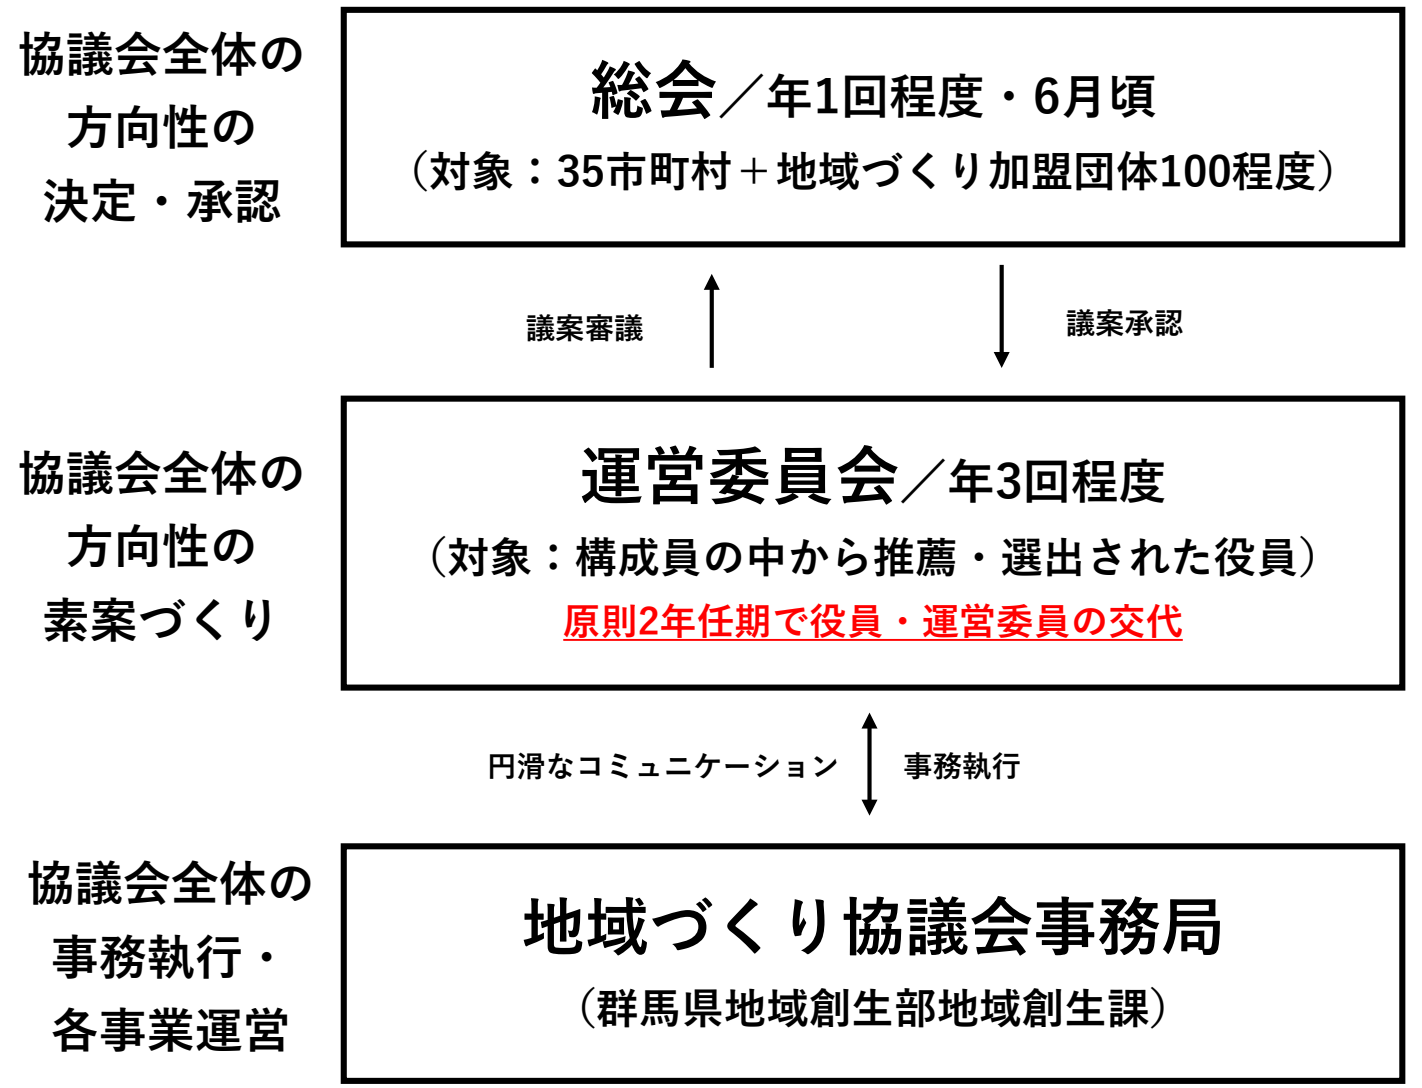 協議会全体の
方向性の
決定・承認
総会／年1回程度・6月頃
（対象：35市町村＋地域づくり加盟団体100程度）
議案審議
議案承認
協議会全体の
方向性の
素案づくり
運営委員会／年3回程度
（対象：構成員の中から推薦・選出された役員）
原則2年任期で役員・運営委員の交代
円滑なコミュニケーション
事務執行
協議会全体の
事務執行・
各事業運営
地域づくり協議会事務局
（群馬県地域創生部地域創生課）